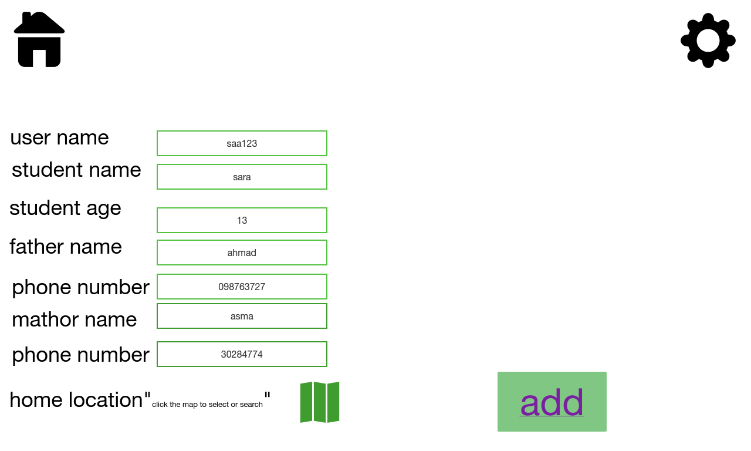 user name saa123
student name sara
student age 13
father name ahmad
phone number 098763727
mathor name asma
phone number 30284774
home location"click the map to select or search"
add